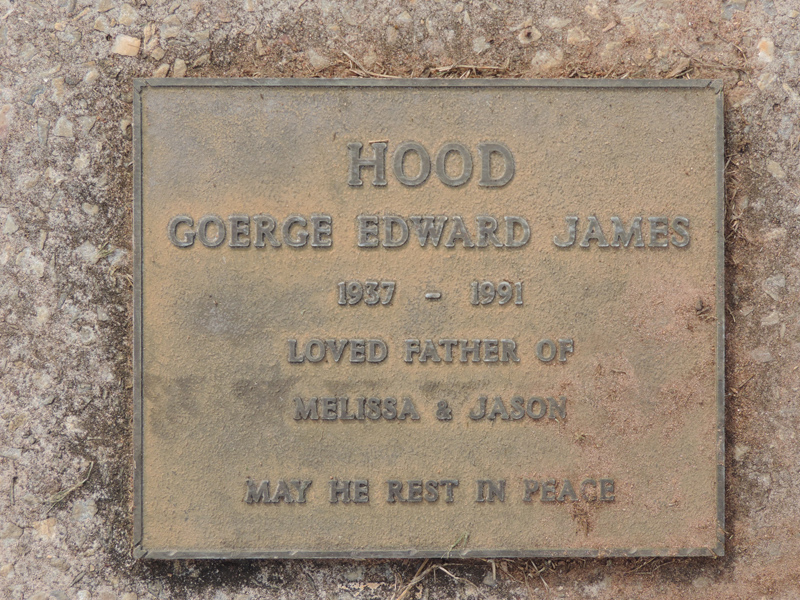 HOOD
GOERGE EDWARD JAMES
1937 - 1991
LOVED FATHER OF
MELISSA & JASON
MAY HE REST IN PEACE